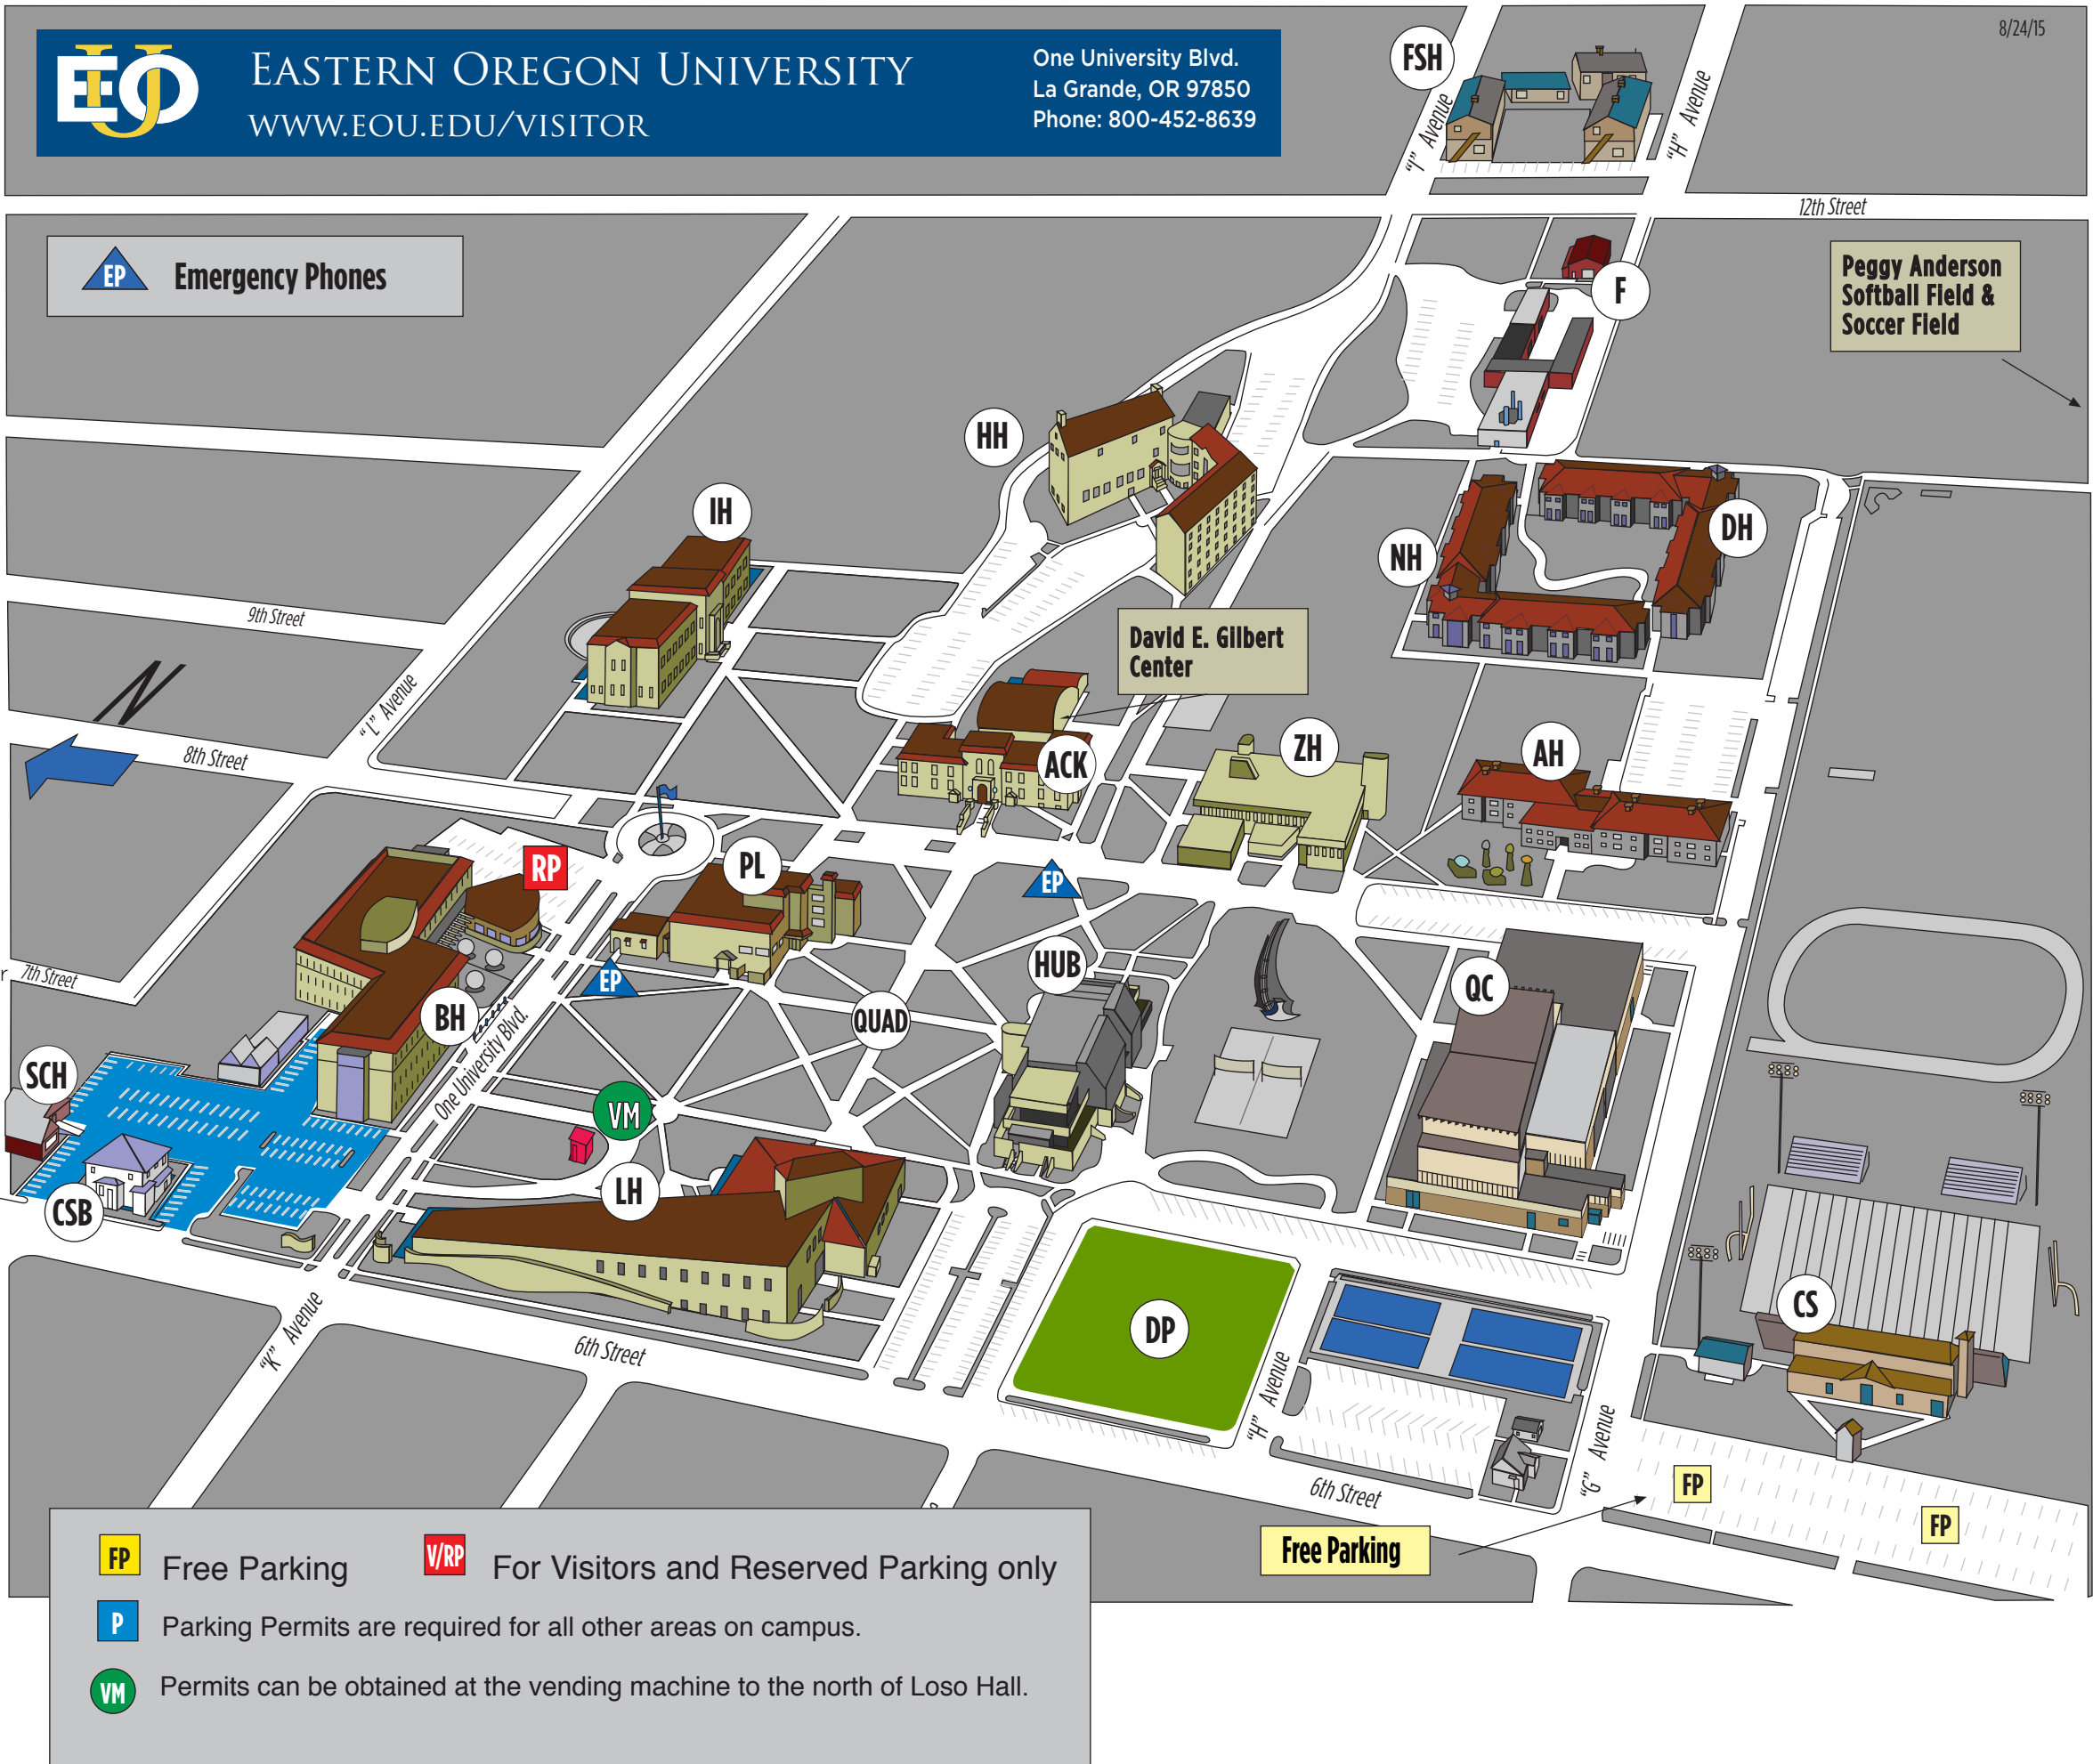 8/24/15
EOU
EASTERN OREGON UNIVERSITY
WWW.EOU.EDU/VISITOR
One University Blvd.
La Grande, OR 97850
Phone: 800-452-8639
FSH
"I" Avenue
"H" Avenue
12th Street
EP Emergency Phones
Peggy Anderson
Softball Field &
Soccer Field
F
HH
IH
NH
DH
9th Street
David E. Gilbert
Center
N
"L" Avenue
8th Street
ACK
ZH
AH
RP
PL
EP
7th Street
EP
HUB
QC
BH
QUAD
One University Blvd.
SCH
VM
CSB
LH
CS
DP
"K" Avenue
6th Street
"H" Avenue
"G" Avenue
6th Street
FP
FP
Free Parking
FP Free Parking
V/RP For Visitors and Reserved Parking only
P Parking Permits are required for all other areas on campus.
VM Permits can be obtained at the vending machine to the north of Loso Hall.